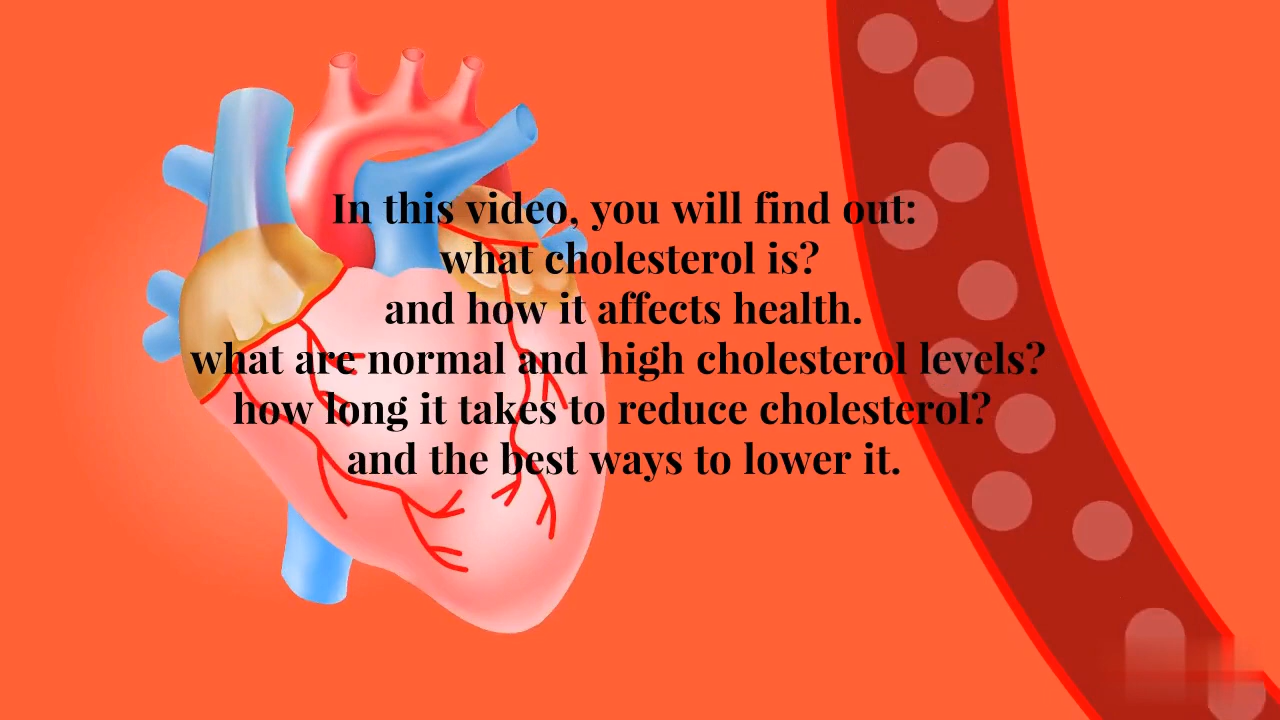 In this video, you will find out:
what cholesterol is?
and how it affects health.
what are normal and high cholesterol levels?
how long it takes to reduce cholesterol?
and the best ways to lower it.